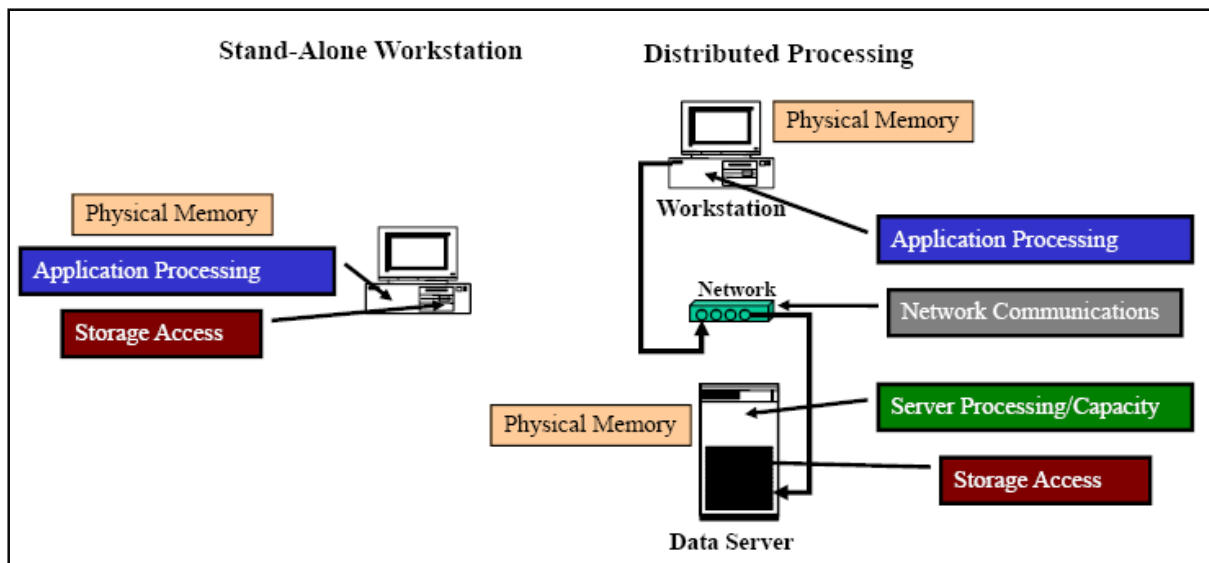 Stand-Alone Workstation
Physical Memory
Application Processing
Storage Access
Distributed Processing
Physical Memory
Workstation
Application Processing
Network
Network Communications
Physical Memory
Server Processing/Capacity
Storage Access
Data Server